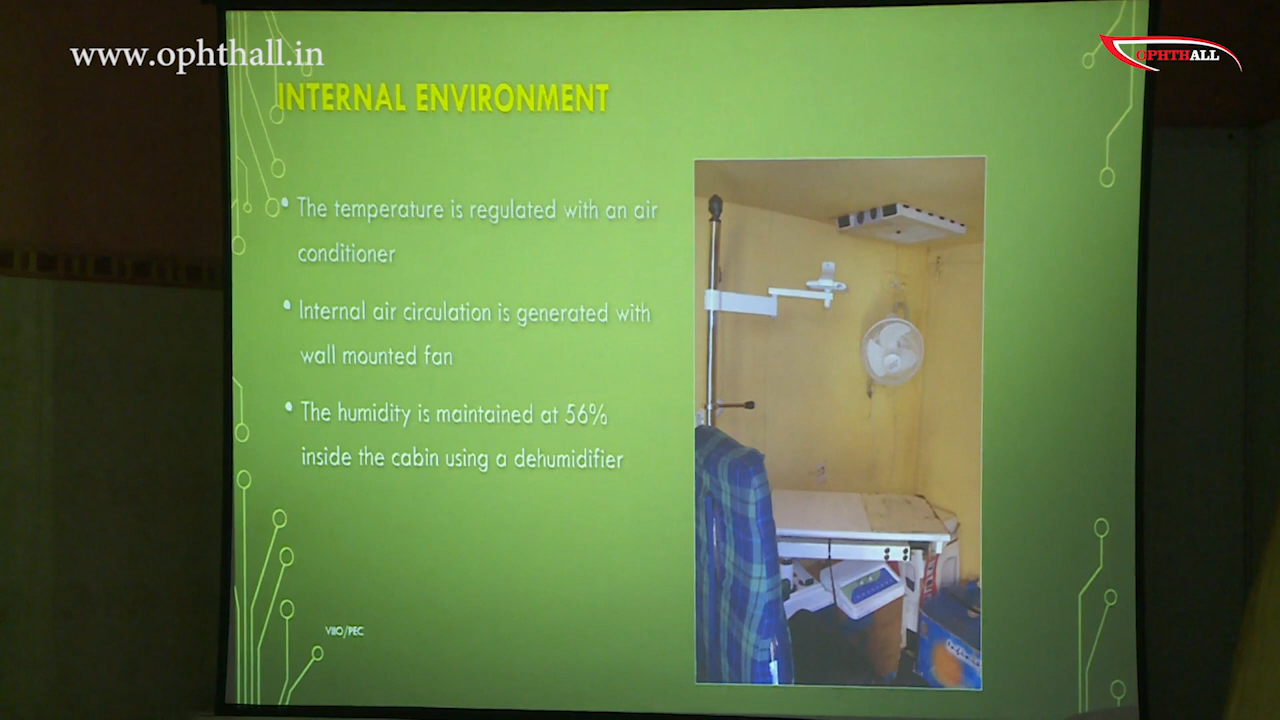 www.ophthall.in
OPHTHALL
INTERNAL ENVIRONMENT
• The temperature is regulated with an air
conditioner
• Internal air circulation is generated with
wall mounted fan
• The humidity is maintained at 56%
inside the cabin using a dehumidifier
VIIO/PEC